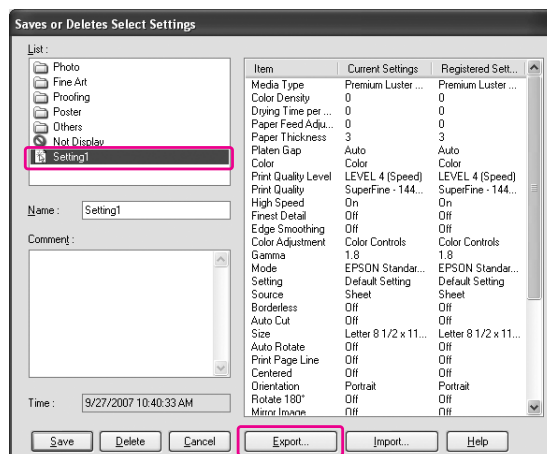 Saves or Deletes Select Settings
List :
Photo
Fine Art
Proofing
Poster
Others
Not Display
Setting1
Name : Setting1
Comment :
Time : 9/27/2007 10:40:33 AM
Item Current Settings Registered Sett...
Media Type Premium Luster ... Premium Luster ...
Color Density 0 0
Drying Time per ... 0 0
Paper Feed Adju... 0 0
Paper Thickness 3 3
Platen Gap Auto Auto
Color Color Color
Print Quality Level LEVEL 4 (Speed) LEVEL 4 (Speed)
Print Quality SuperFine - 144... SuperFine - 144...
High Speed On On
Finest Detail Off Off
Edge Smoothing Off Off
Color Adjustment Color Controls Color Controls
Gamma 1.8 1.8
Mode EPSON Standar... EPSON Standar...
Setting Default Setting Default Setting
Source Sheet Sheet
Borderless Off Off
Auto Cut Off Off
Size Letter 8 1/2 x 11... Letter 8 1/2 x 11...
Auto Rotate Off Off
Print Page Line Off Off
Centered Off Off
Orientation Portrait Portrait
Rotate 180° Off Off
Mirror Image Off Off
Save Delete Cancel Export... Import... Help